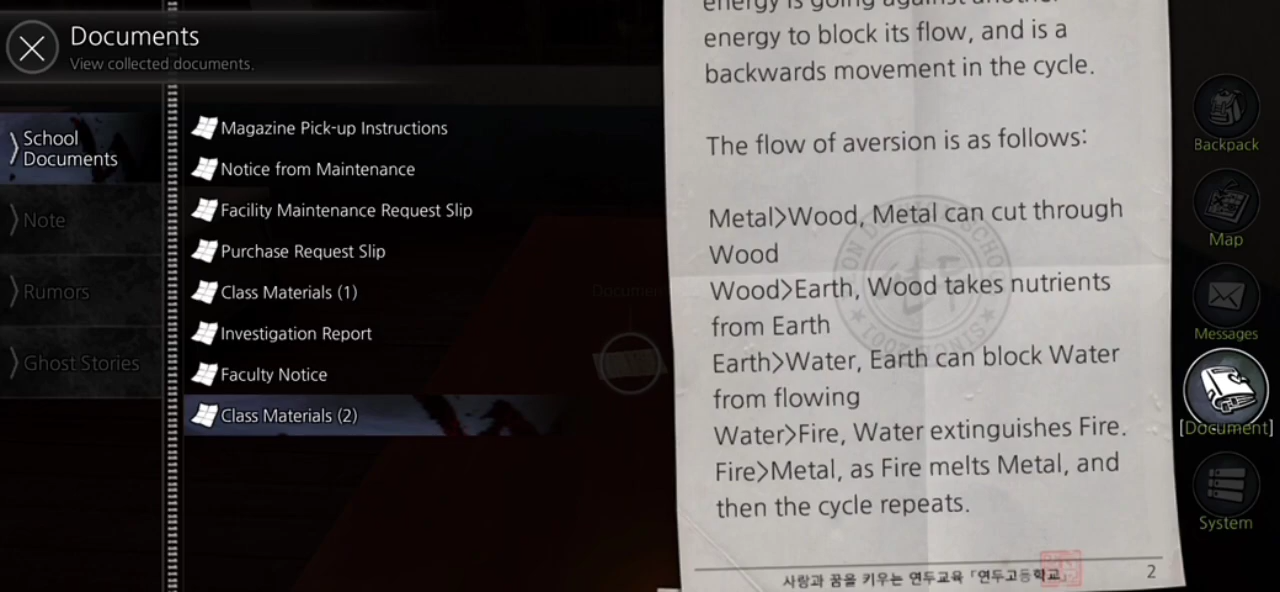 Documents
View collected documents.
School
Documents
Note
Rumors
Ghost Stories
Magazine Pick-up Instructions
Notice from Maintenance
Facility Maintenance Request Slip
Purchase Request Slip
Class Materials (1)
Investigation Report
Faculty Notice
Class Materials (2)
energy is going against another
energy to block its flow, and is a
backwards movement in the cycle.
The flow of aversion is as follows:
Metal>Wood, Metal can cut through
Wood
Wood>Earth, Wood takes nutrients
from Earth
Earth>Water, Earth can block Water
from flowing
Water>Fire, Water extinguishes Fire.
Fire>Metal, as Fire melts Metal, and
then the cycle repeats.
사랑과 꿈을 키우는 연두교육 「연두고등학교」
2
Backpack
Map
Messages
[Document]
System